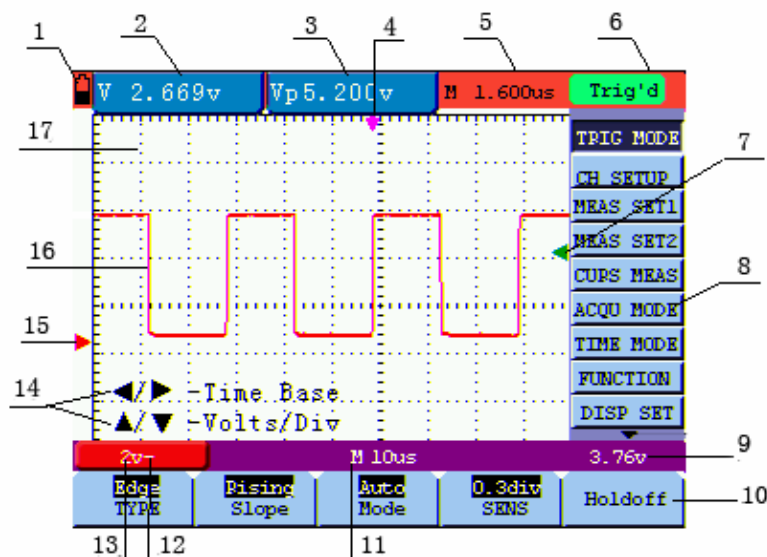 1 2 3 4 5 6
V 2.669v Vp5.200v M 1.600us Trig'd
17
TRIG MODE
7
CH SETUP
MEAS SET1
16
MEAS SET2
CURS MEAS
8
15
ACQU MODE
TIME MODE
14
◀/▶ -Time Base
FUNCTION
▲/▼ -Volts/Div
DISP SET
2v- M 10us 3.76v
9
Edge Rising Auto 0.3div
TYPE Slope Mode SENS Holdoff
10
13 12 11